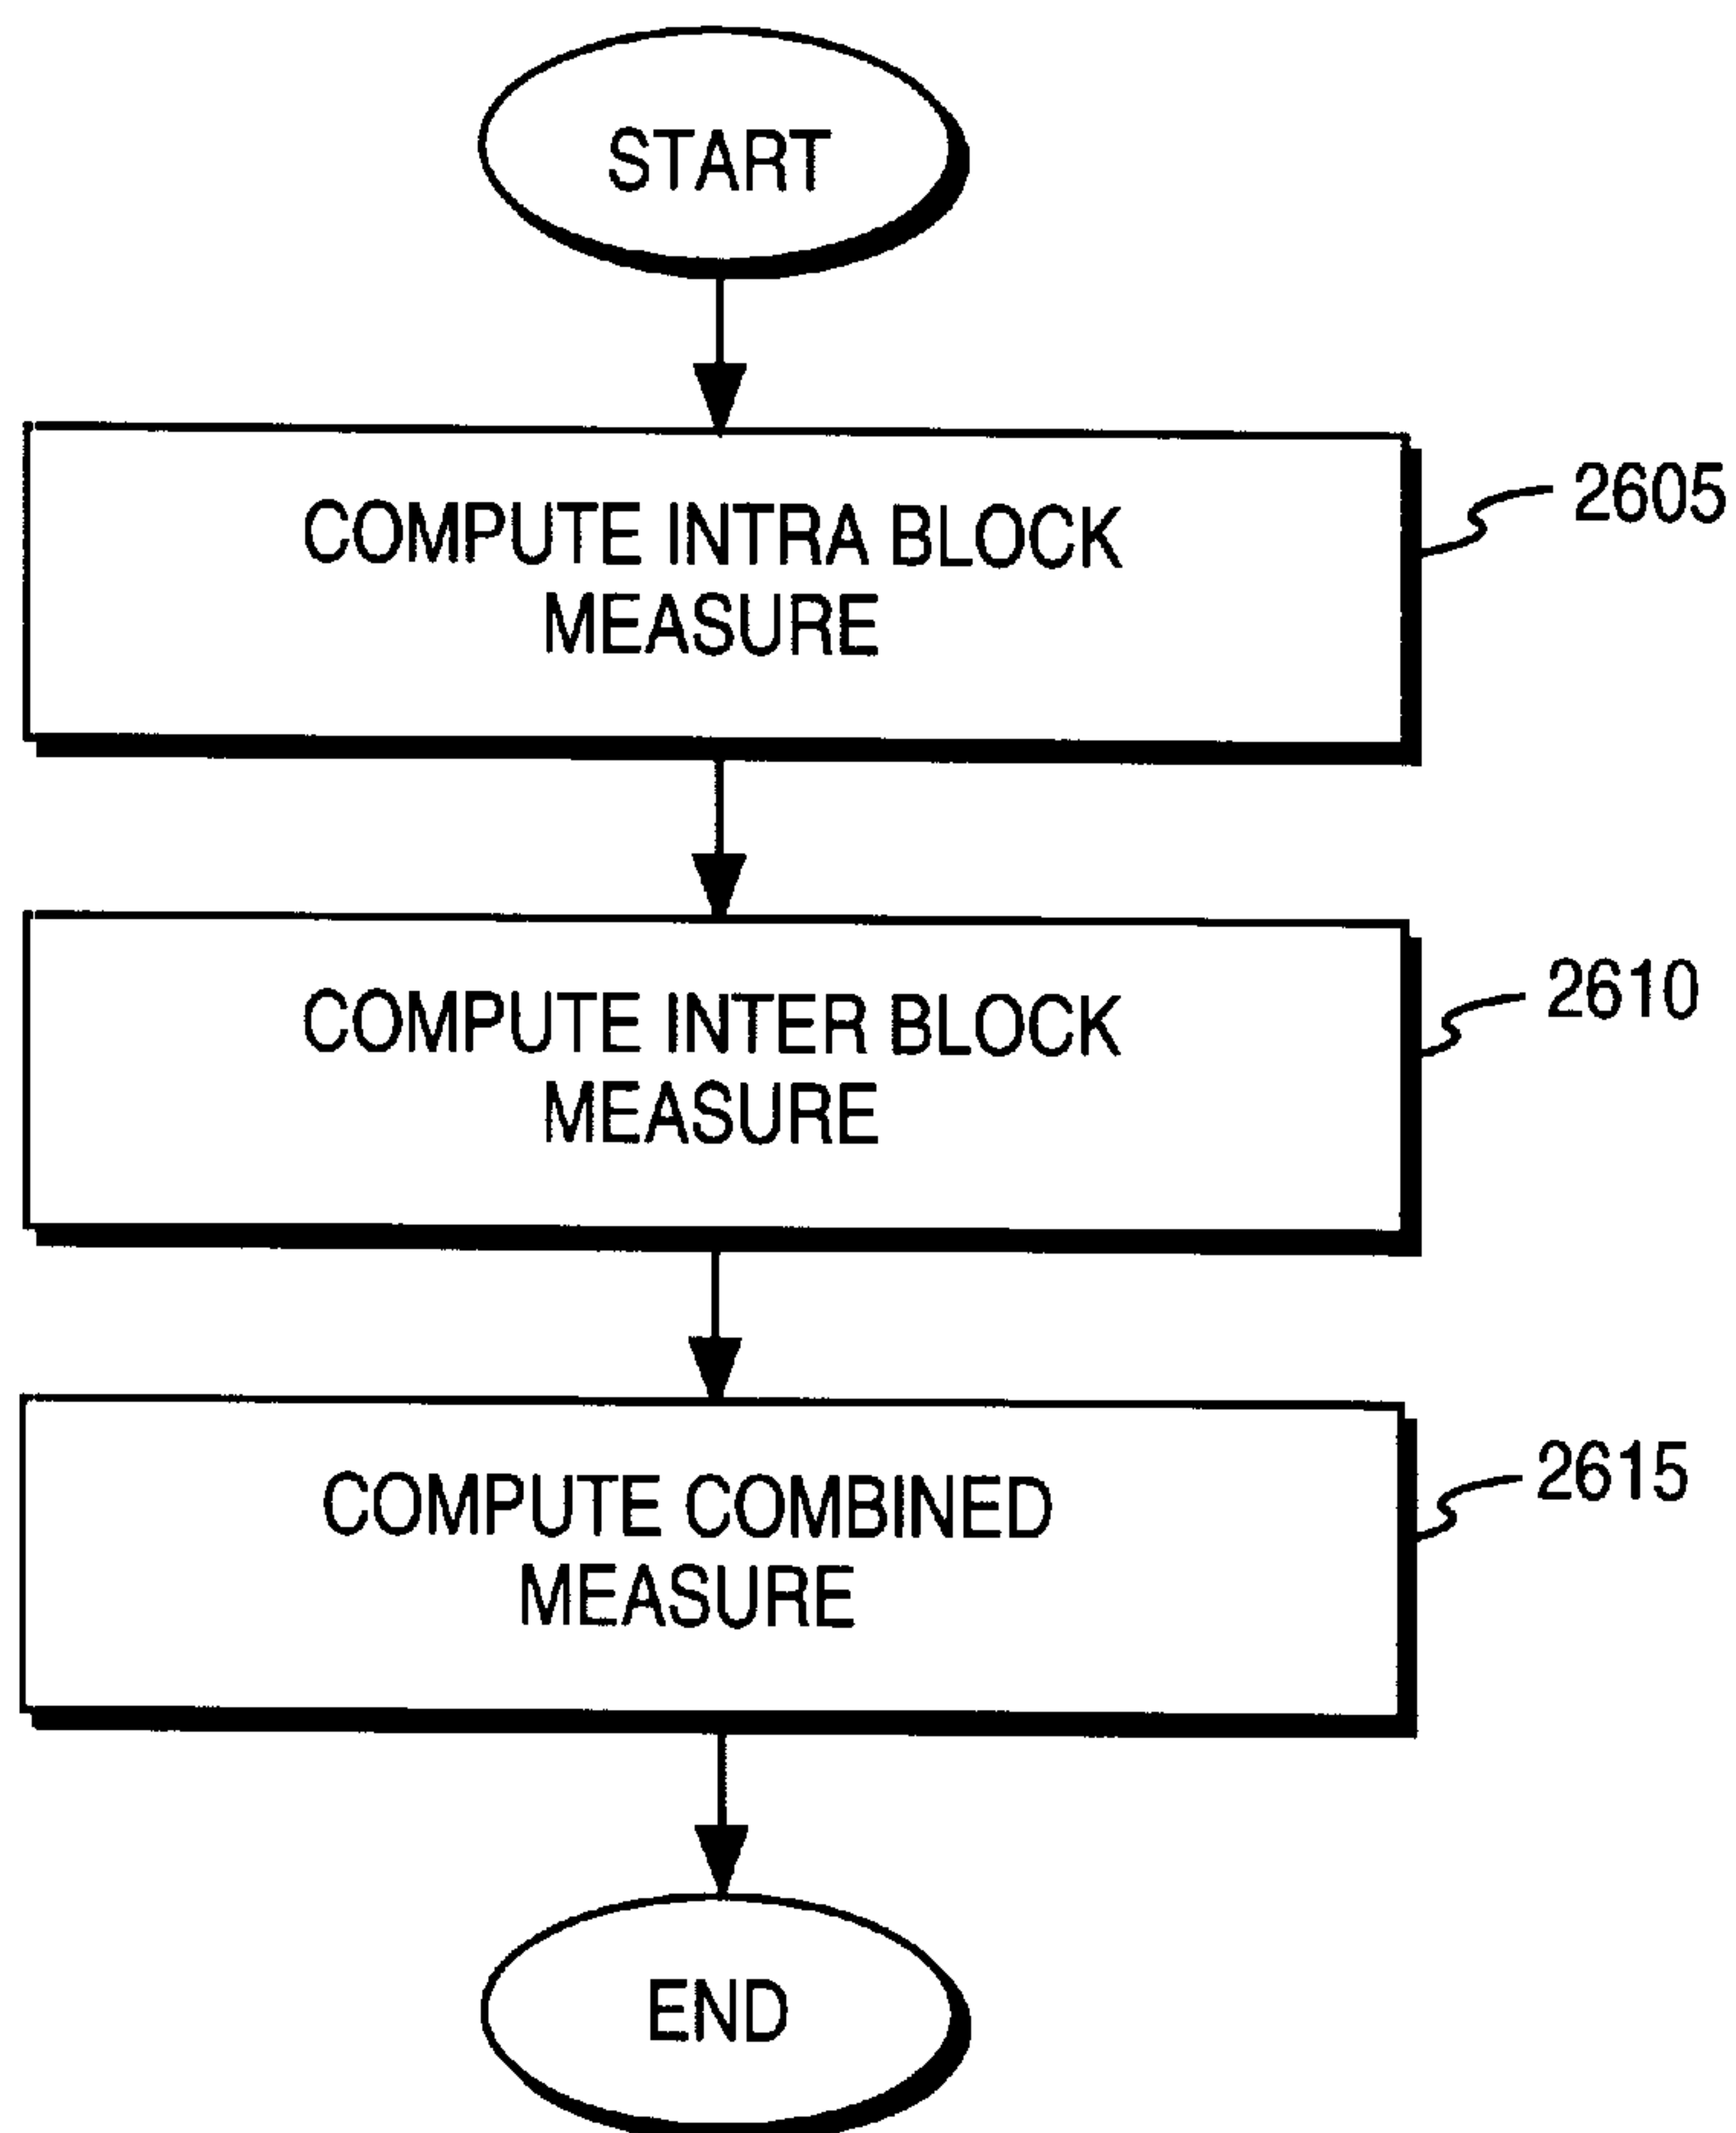 START
COMPUTE INTRA BLOCK
MEASURE
2605
COMPUTE INTER BLOCK
MEASURE
2610
COMPUTE COMBINED
MEASURE
2615
END